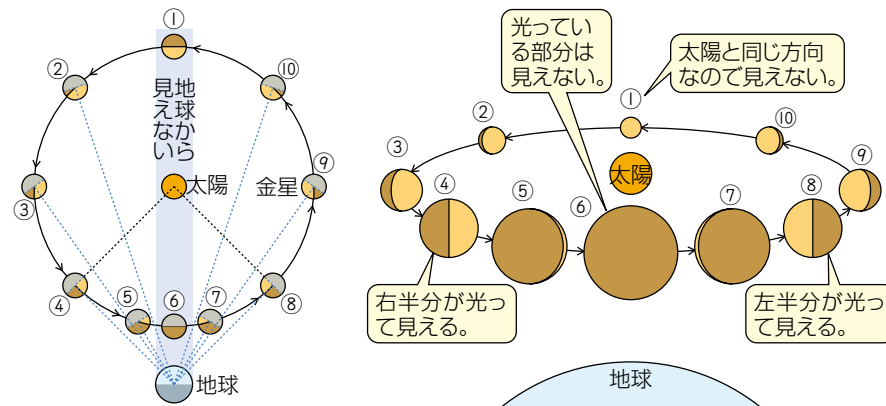 ①
②
⑩
地球から
見えない
太陽
金星
⑨
③
④
⑤
⑥
⑦
⑧
地球
光ってい
る部分は
見えない。
太陽と同じ方向
なので見えない。
①
②
⑩
③
太陽
⑨
④
⑤
⑥
⑦
⑧
右半分が光っ
て見える。
左半分が光っ
て見える。
地球